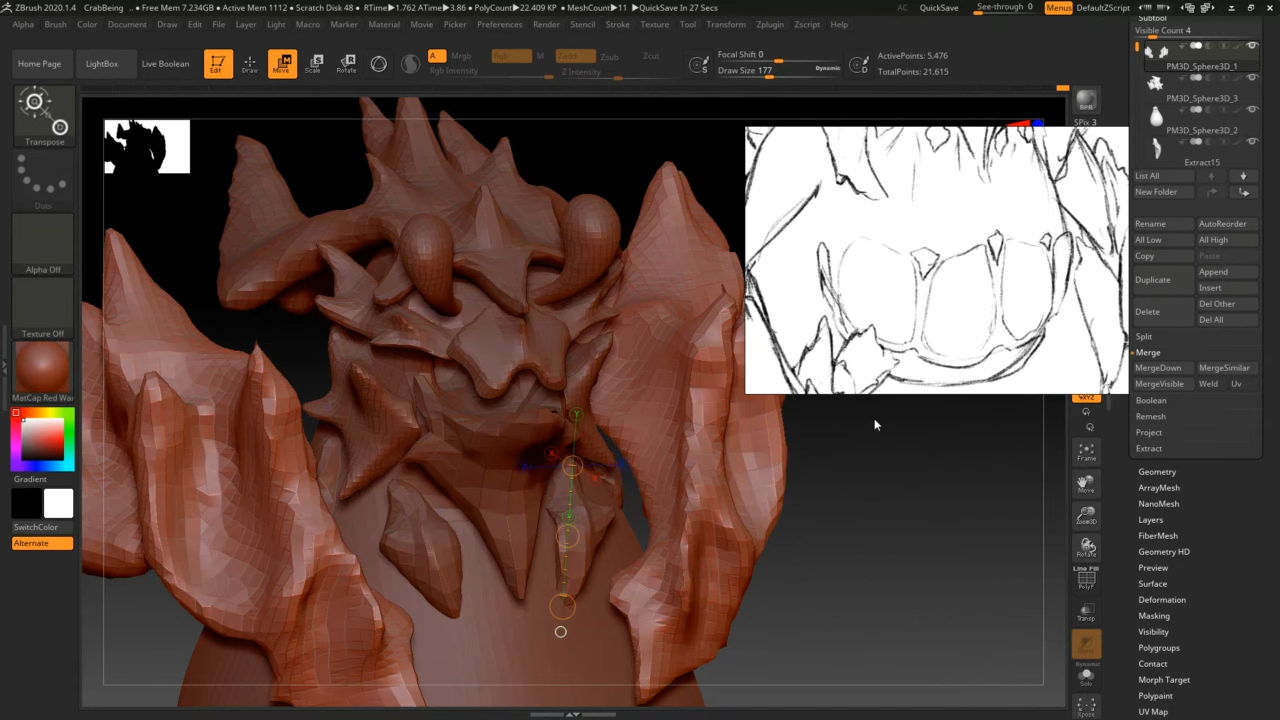 ZBrush 2020.1.4 CrabBeing .. • Free Mem 7.234GB • Active Mem 1112 • Scratch Disk 48 • RTime▶1.762 ATime▶3.86 • PolyCount▶22.409 KP • MeshCount▶11 ▶QuickSave In 27 Secs AC QuickSave See-through 0 Menus DefaultZScript
Alpha Brush Color Document Draw Edit File Layer Light Macro Marker Movie Picker Preferences Render Stencil Stroke Texture Tool Transform Zplugin Zscript Help
Home Page LightBox Live Boolean Edit Draw Move Scale Rotate
A Mrgb Rgb M Zadd Zsub Zcut
Rgb Intensity Z Intensity
Focal Shift 0
Draw Size 177 Dynamic
S D
ActivePoints: 5,476
TotalPoints: 21,615
Transpose
Dots
Alpha Off
Texture Off
MatCap Red Wax
Gradient
SwitchColor
Alternate
Y
X
BPR
SPix 3
XYZ
Frame
Move
Zoom3D
Rotate
Line Fill
PolyF
Transp
Dynamic
Solo
Xpose
Subtool
Visible Count 4
PM3D_Sphere3D_1
PM3D_Sphere3D_3
PM3D_Sphere3D_2
Extract15
List All
New Folder
Rename AutoReorder
All Low All High
Copy Paste
Duplicate Append
Insert
Delete Del Other
Del All
Split
Merge
MergeDown MergeSimilar
MergeVisible Weld Uv
Boolean
Remesh
Project
Extract
Geometry
ArrayMesh
NanoMesh
Layers
FiberMesh
Geometry HD
Preview
Surface
Deformation
Masking
Visibility
Polygroups
Contact
Morph Target
Polypaint
UV Map